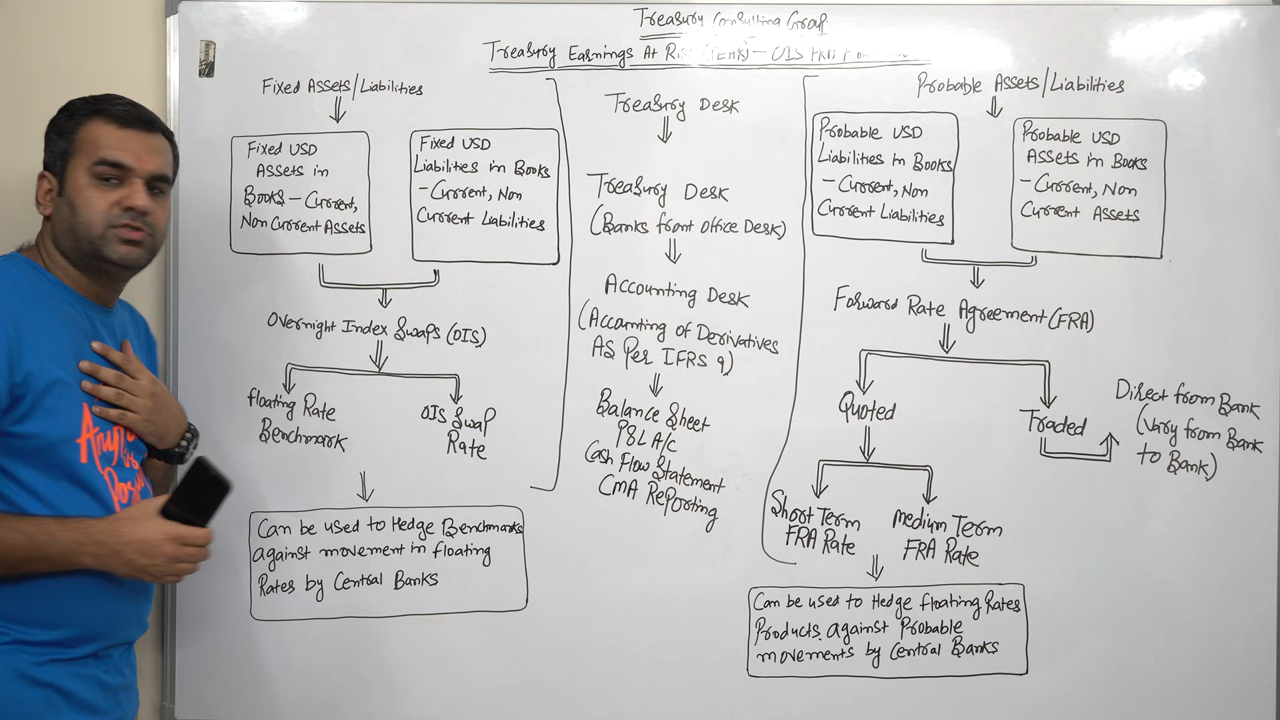 Treasury Consulting Group
Treasury Earnings At Risk (TEAR) - OIS FRA
Fixed Assets/Liabilities
Fixed USD
Assets in
Books - Current,
Non Current Assets
Fixed USD
Liabilities in Books
- Current, Non
Current Liabilities
Overnight Index Swaps (OIS)
floating Rate
Benchmark
OIS Swap
Rate
Can be used to Hedge Benchmarks
against movement in floating
Rates by Central Banks
Treasury Desk
Treasury Desk
(Banks front office Desk)
Accounting Desk
(Accounting of Derivatives
AS Per IFRS 9)
Balance Sheet
P&L A/C
Cash Flow Statement
CMA Reporting
Probable Assets/Liabilities
Probable USD
Liabilities in Books
- Current, Non
Current Liabilities
Probable USD
Assets in Books
- Current, Non
Current Assets
Forward Rate Agreement (FRA)
Quoted
Traded
Direct from Bank
(Vary from Bank
to Bank)
Short Term
FRA Rate
Medium Term
FRA Rate
Can be used to Hedge floating Rates
Products against Probable
movements by Central Banks